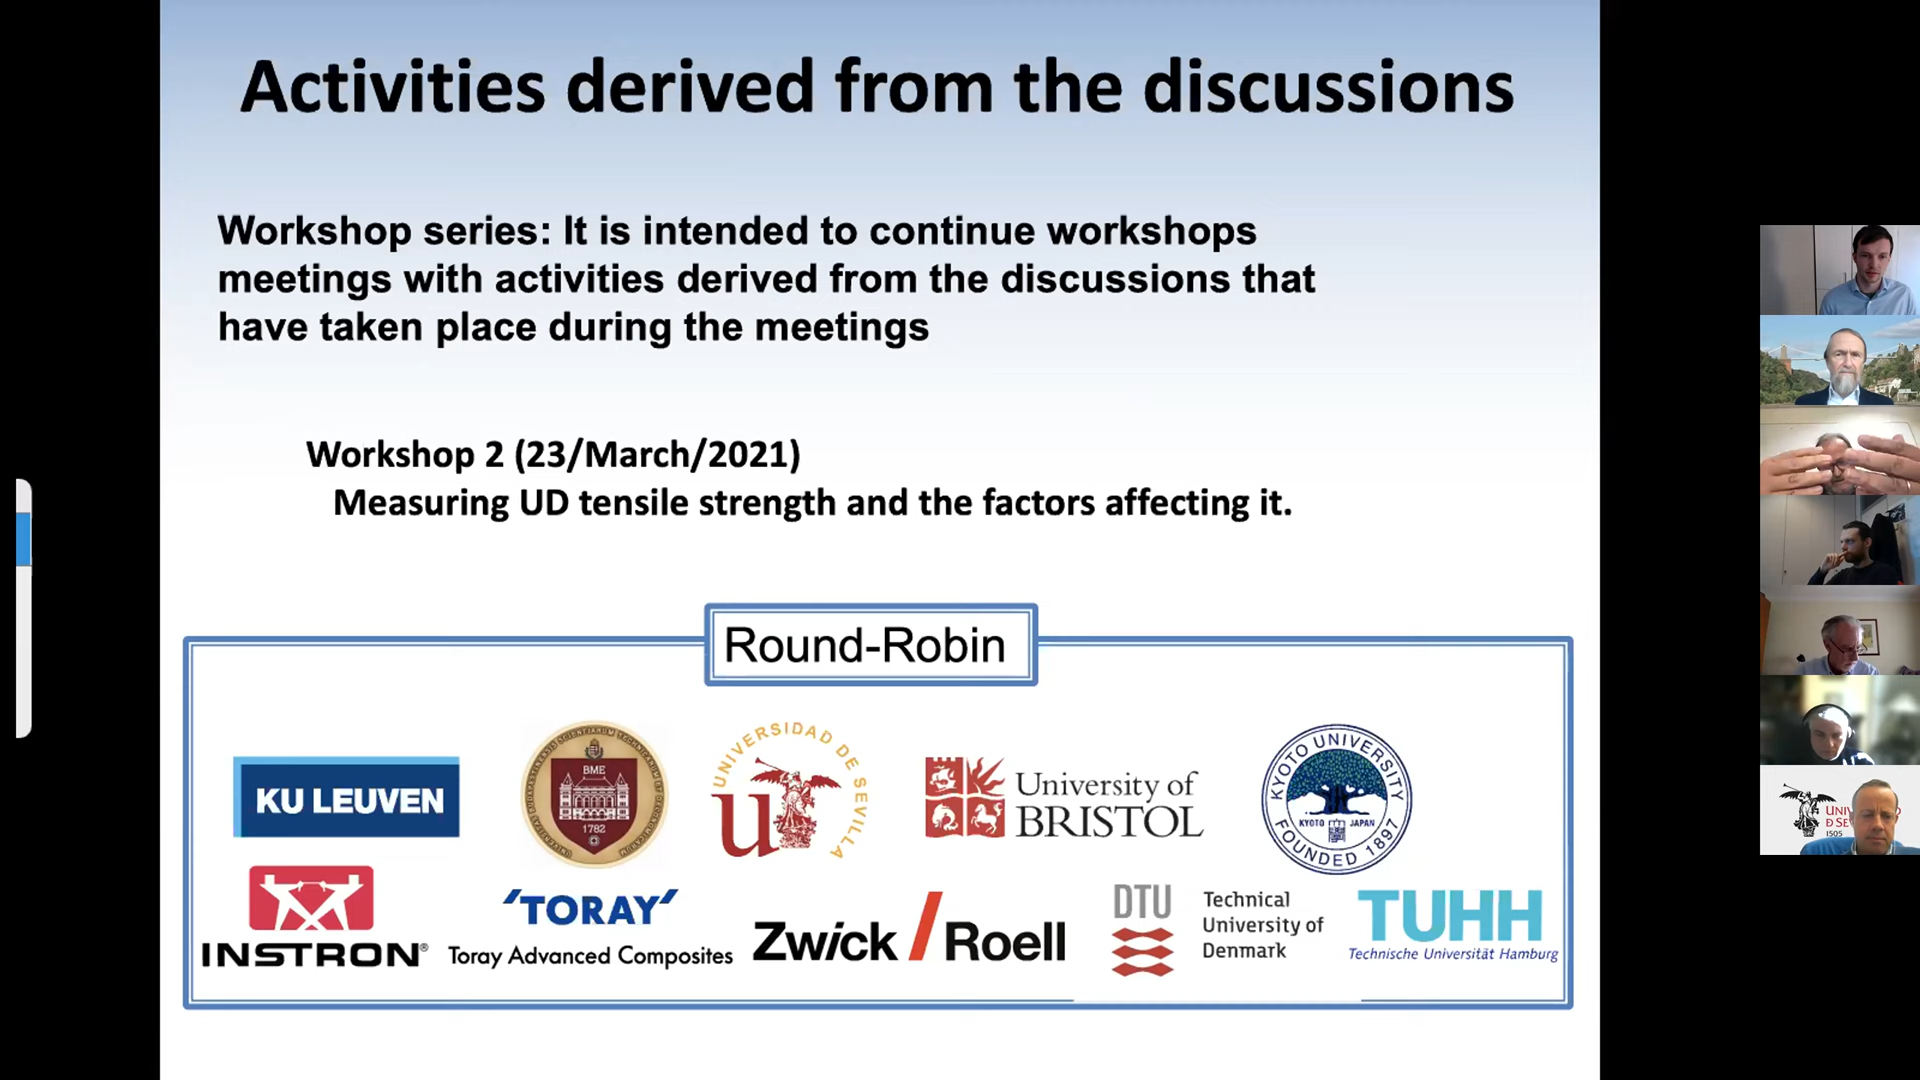 Activities derived from the discussions
Workshop series: It is intended to continue workshops
meetings with activities derived from the discussions that
have taken place during the meetings
Workshop 2 (23/March/2021)
Measuring UD tensile strength and the factors affecting it.
Round-Robin
KU LEUVEN
BME
1782
UNIVERSIDAD DE SEVILLA
u
University of
BRISTOL
KYOTO UNIVERSITY
KYOTO JAPAN
FOUNDED 1897
INSTRON®
'TORAY'
Toray Advanced Composites
Zwick / Roell
DTU
Technical
University of
Denmark
TUHH
Technische Universität Hamburg
UNIV
D SE
1505